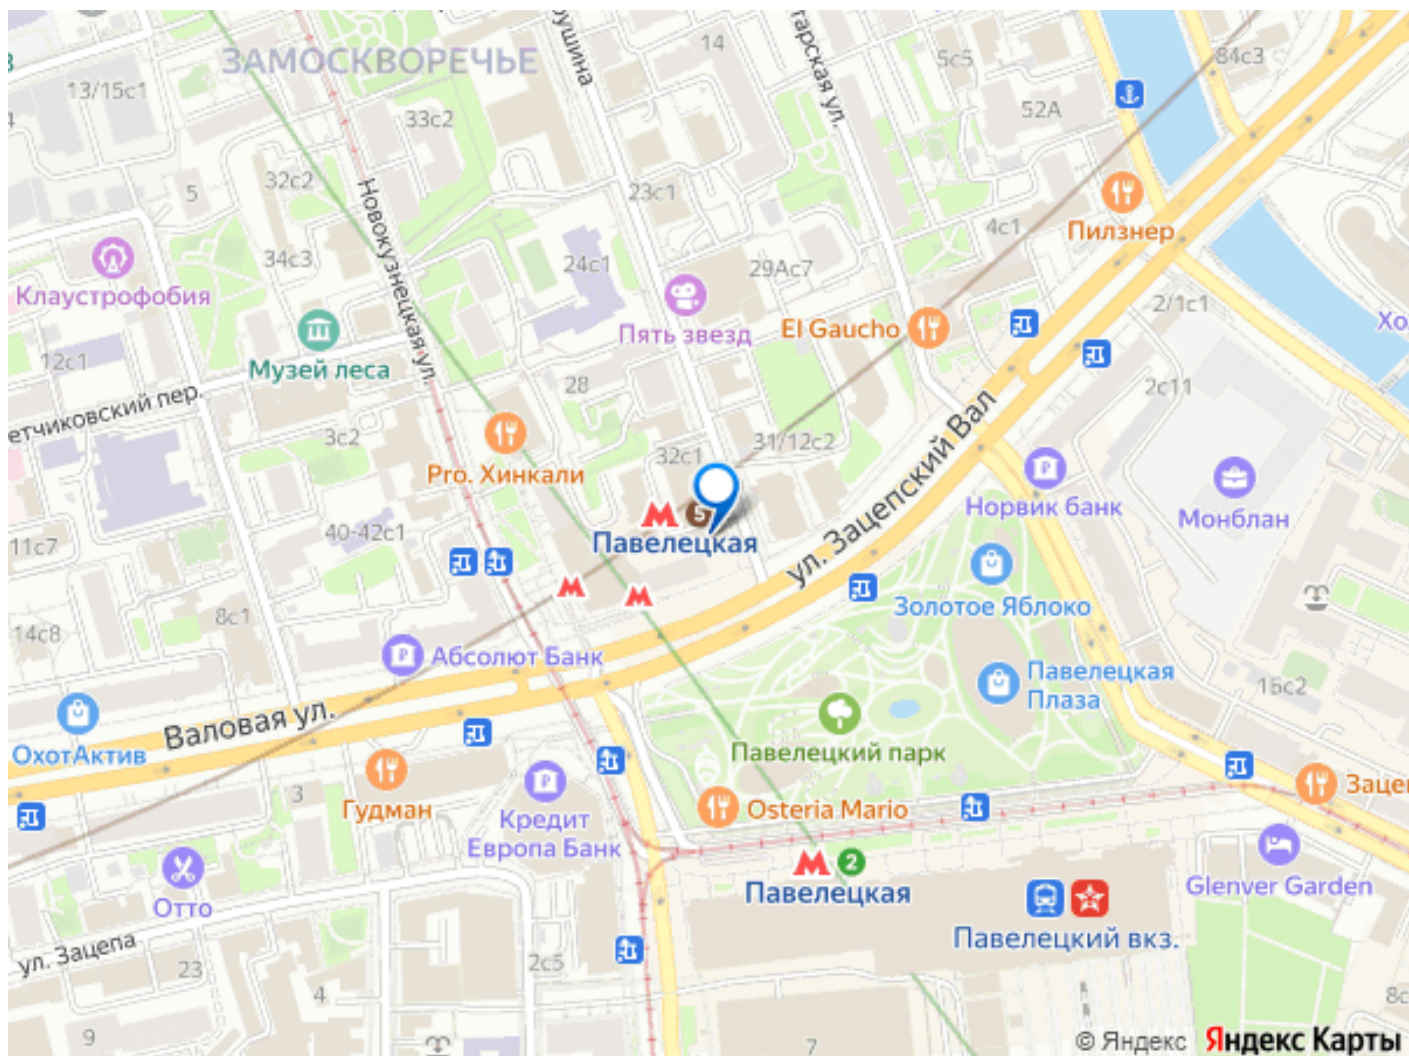 ЗАМОСКВОРЕЧЬЕ
14
5с5
84с3
13/15с1
33с2
52А
32с2
5
23с1
Новокузнецкая ул.
4с1
Пилзнер
34с3
24с1
29Ас7
Клаустрофобия
2/1с1
Пять звезд
El Gaucho
Музей леса
12с1
28
2с11
етчиковский пер.
3с2
31/12с2
32с1
Pro. Хинкали
ул. Зацепский Вал
Норвик банк
Монблан
40-42с1
Павелецкая
11с7
Золотое Яблоко
8с1
14с8
Абсолют Банк
Павелецкая
Плаза
16с2
Валовая ул.
ОхотАктив
Павелецкий парк
3
Гудман
Osteria Mario
Кредит
Европа Банк
2
Павелецкая
Glenver Garden
Отто
Павелецкий вкз.
ул. Зацепа
23
2с5
4
9
7
© Яндекс Яндекс Карты